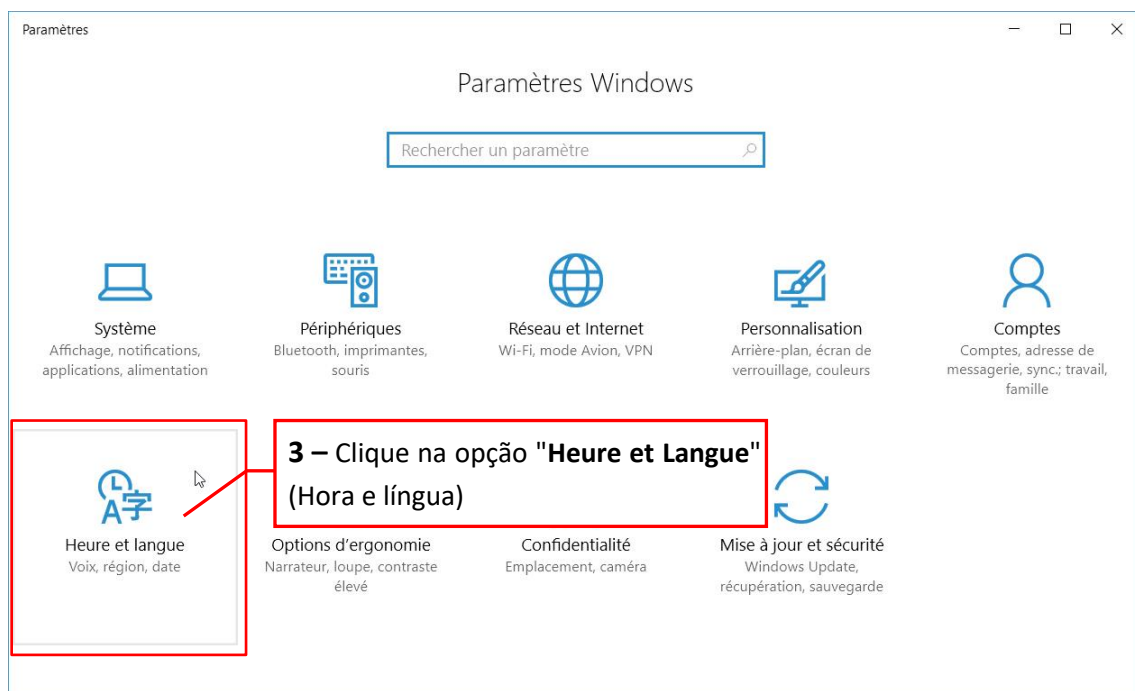 Paramètres
Paramètres Windows
Rechercher un paramètre
Système
Affichage, notifications,
applications, alimentation
Périphériques
Bluetooth, imprimantes,
souris
Réseau et Internet
Wi-Fi, mode Avion, VPN
Personnalisation
Arrière-plan, écran de
verrouillage, couleurs
Comptes
Comptes, adresse de
messagerie, sync.; travail,
famille
3 – Clique na opção "Heure et Langue"
(Hora e língua)
A字
Heure et langue
Voix, région, date
Options d’ergonomie
Narrateur, loupe, contraste
élevé
Confidentialité
Emplacement, caméra
Mise à jour et sécurité
Windows Update,
récupération, sauvegarde